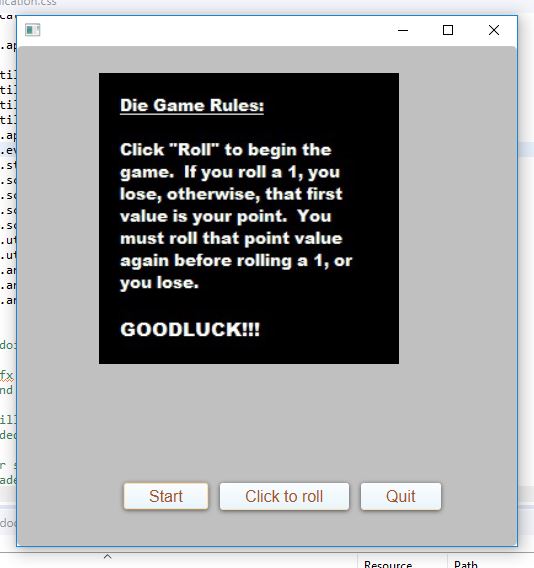 ication.css
Die Game Rules:
Click "Roll" to begin the
game.  If you roll a 1, you
lose, otherwise, that first
value is your point.  You
must roll that point value
again before rolling a 1, or
you lose.
GOODLUCK!!!
Start
Click to roll
Quit
Resource
Path